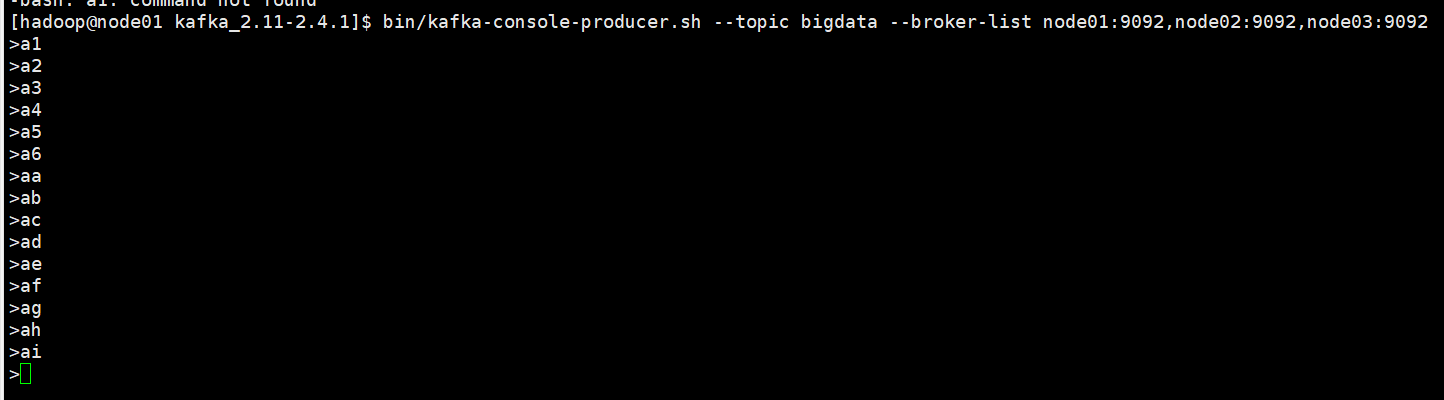 -bash: a1: command not found
[hadoop@node01 kafka_2.11-2.4.1]$ bin/kafka-console-producer.sh --topic bigdata --broker-list node01:9092,node02:9092,node03:9092
>a1
>a2
>a3
>a4
>a5
>a6
>aa
>ab
>ac
>ad
>ae
>af
>ag
>ah
>ai
>